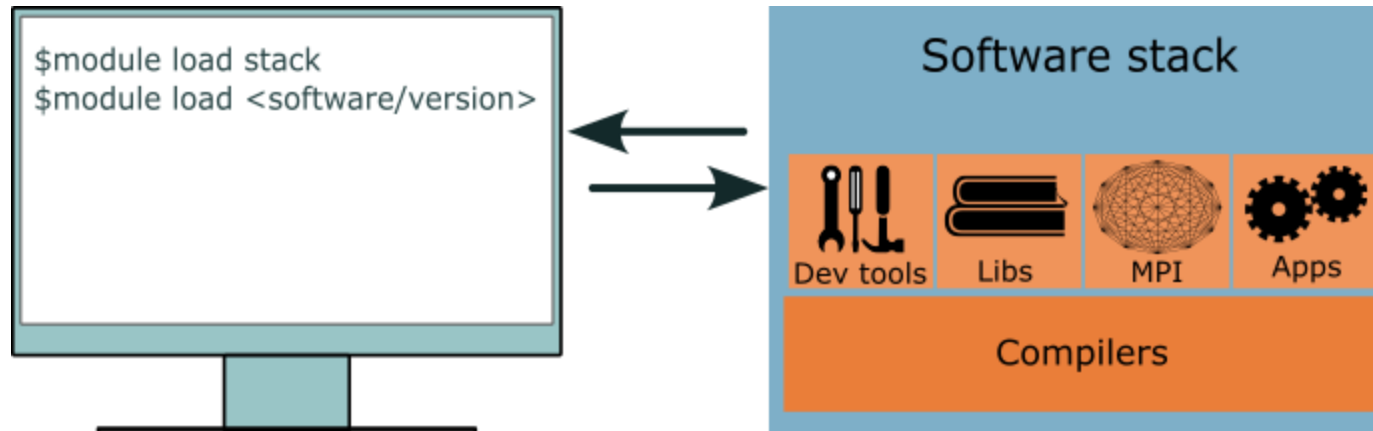 $module load stack
$module load <software/version>
Software stack
Dev tools
Libs
MPI
Apps
Compilers